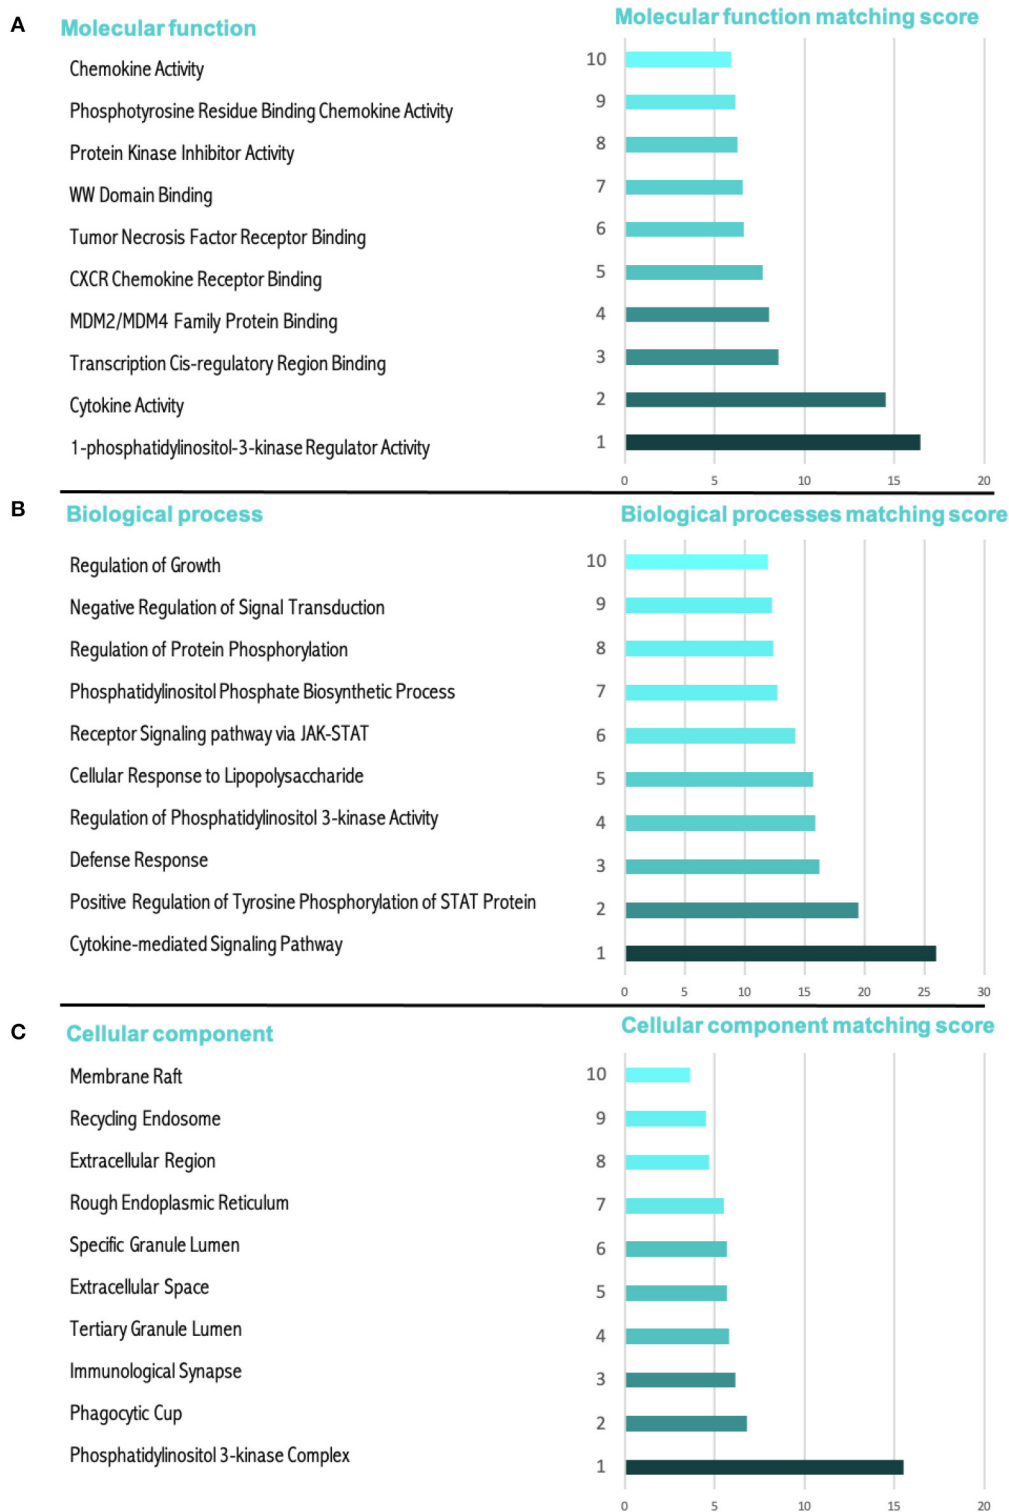 A
Molecular function
Molecular function matching score
Chemokine Activity
10
Phosphotyrosine Residue Binding Chemokine Activity
9
Protein Kinase Inhibitor Activity
8
WW Domain Binding
7
Tumor Necrosis Factor Receptor Binding
6
CXCR Chemokine Receptor Binding
5
MDM2/MDM4 Family Protein Binding
4
Transcription Cis-regulatory Region Binding
3
Cytokine Activity
2
1-phosphatidylinositol-3-kinase Regulator Activity
1
0 5 10 15 20
B
Biological process
Biological processes matching score
Regulation of Growth
10
Negative Regulation of Signal Transduction
9
Regulation of Protein Phosphorylation
8
Phosphatidylinositol Phosphate Biosynthetic Process
7
Receptor Signaling pathway via JAK-STAT
6
Cellular Response to Lipopolysaccharide
5
Regulation of Phosphatidylinositol 3-kinase Activity
4
Defense Response
3
Positive Regulation of Tyrosine Phosphorylation of STAT Protein
2
Cytokine-mediated Signaling Pathway
1
0 5 10 15 20 25 30
C
Cellular component
Cellular component matching score
Membrane Raft
10
Recycling Endosome
9
Extracellular Region
8
Rough Endoplasmic Reticulum
7
Specific Granule Lumen
6
Extracellular Space
5
Tertiary Granule Lumen
4
Immunological Synapse
3
Phagocytic Cup
2
Phosphatidylinositol 3-kinase Complex
1
0 5 10 15 20